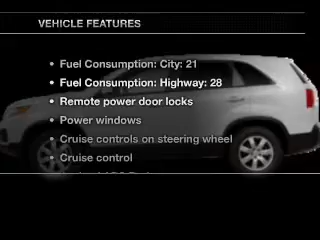 VEHICLE FEATURES
• Fuel Consumption: City: 21
• Fuel Consumption: Highway: 28
• Remote power door locks
• Power windows
• Cruise controls on steering wheel
• Cruise control